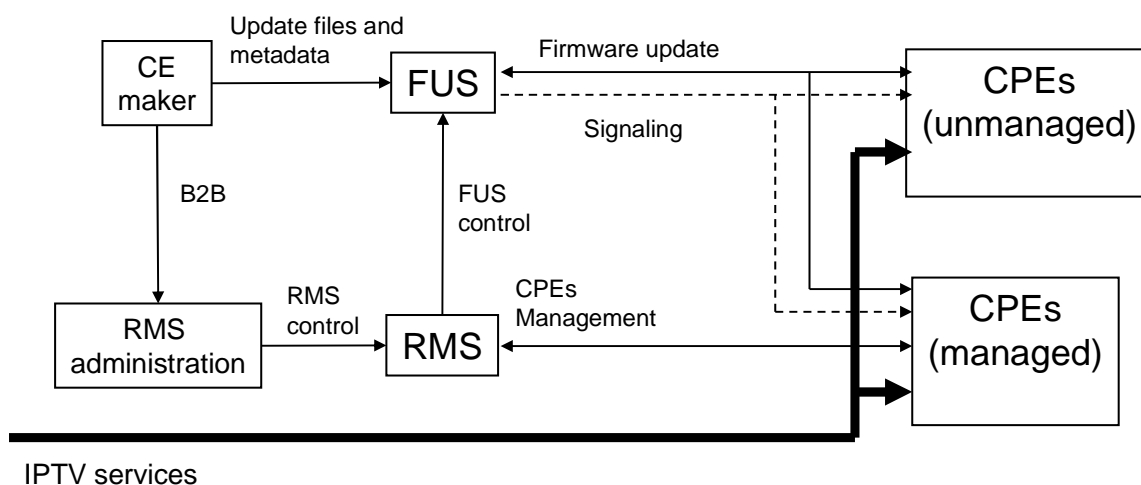 Update files and
metadata
CE
maker
FUS
Firmware update
CPEs
(unmanaged)
Signaling
B2B
FUS
control
RMS
administration
RMS
control
RMS
CPEs
Management
CPEs
(managed)
IPTV services